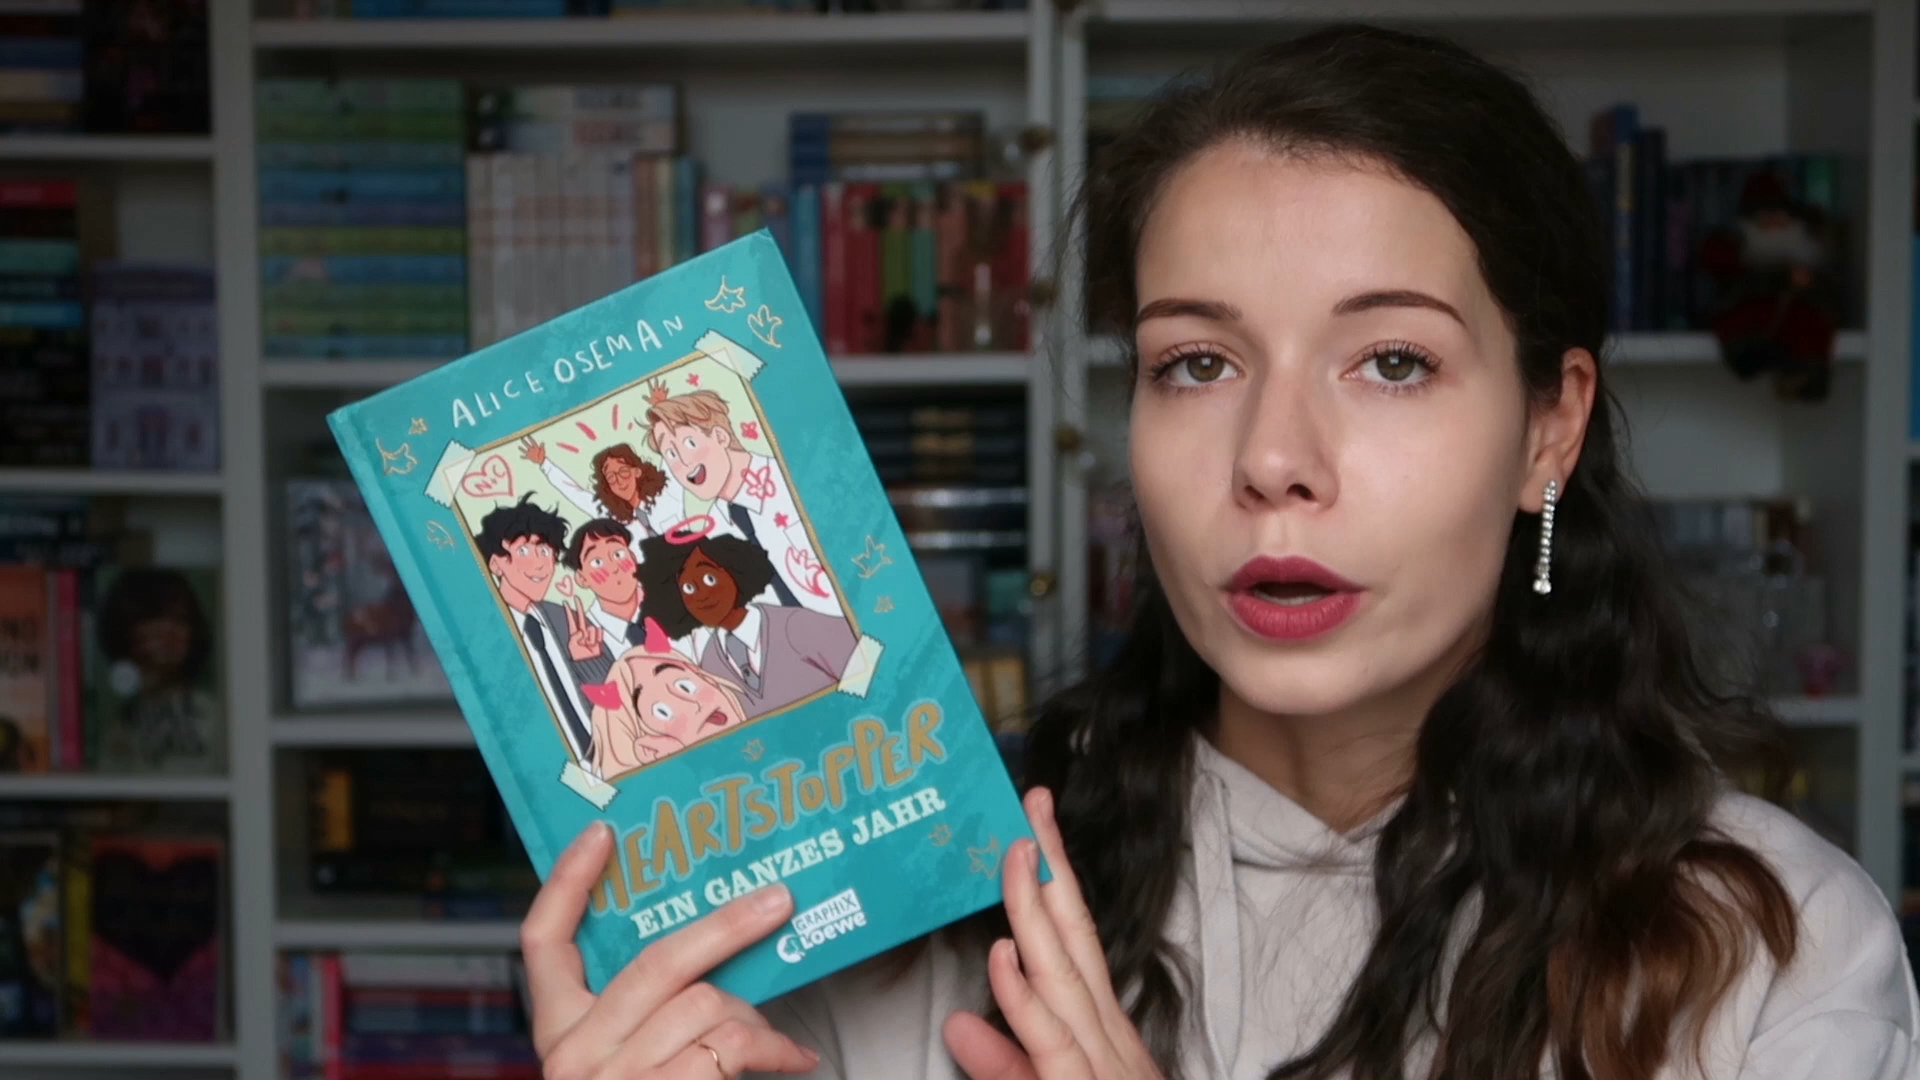 ALICE OSEMAN
N+C
HEARTSTOPPER
EIN GANZES JAHR
GRAPHIX
Loewe